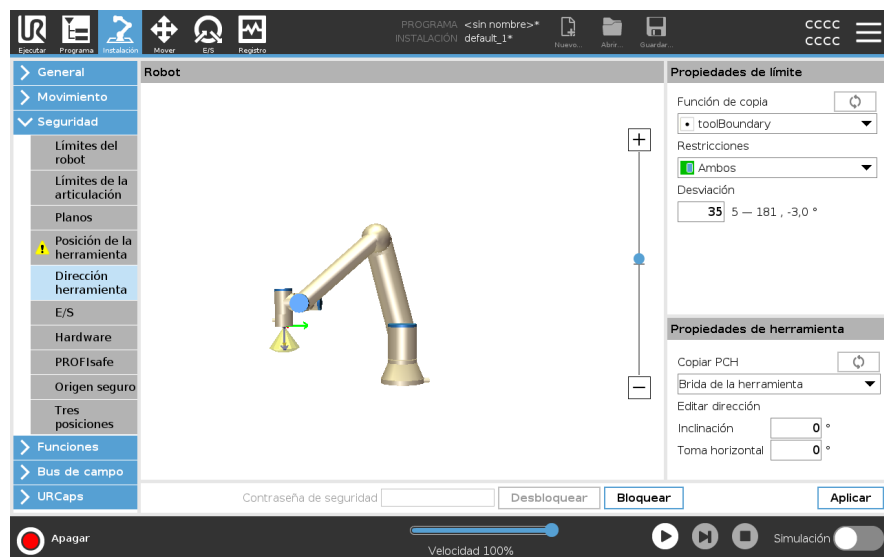 PROGRAMA <sin nombre>*
INSTALACIÓN default_1*
Ejecutar
Programa
Instalación
Mover
E/S
Registro
Nuevo...
Abrir...
Guardar...
CCCC
CCCC
General
Movimiento
Seguridad
Límites del
robot
Límites de la
articulación
Planos
Posición de la
herramienta
Dirección
herramienta
E/S
Hardware
PROFIsafe
Origen seguro
Tres
posiciones
Funciones
Bus de campo
URCaps
Robot
Propiedades de límite
Función de copia
toolBoundary
Restricciones
Ambos
Desviación
35 5 — 181 , -3,0 °
Propiedades de herramienta
Copiar PCH
Brida de la herramienta
Editar dirección
Inclinación 0 °
Toma horizontal 0 °
Contraseña de seguridad Desbloquear Bloquear Aplicar
Apagar
Velocidad 100%
Simulación